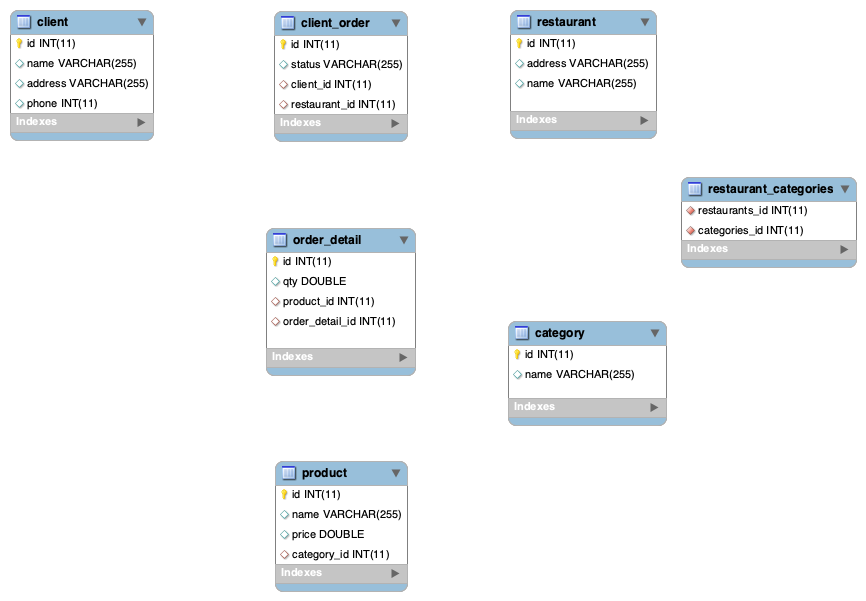 client
id INT(11)
name VARCHAR(255)
address VARCHAR(255)
phone INT(11)
Indexes
client_order
id INT(11)
status VARCHAR(255)
client_id INT(11)
restaurant_id INT(11)
Indexes
restaurant
id INT(11)
address VARCHAR(255)
name VARCHAR(255)
Indexes
restaurant_categories
restaurants_id INT(11)
categories_id INT(11)
Indexes
order_detail
id INT(11)
qty DOUBLE
product_id INT(11)
order_detail_id INT(11)
Indexes
category
id INT(11)
name VARCHAR(255)
Indexes
product
id INT(11)
name VARCHAR(255)
price DOUBLE
category_id INT(11)
Indexes